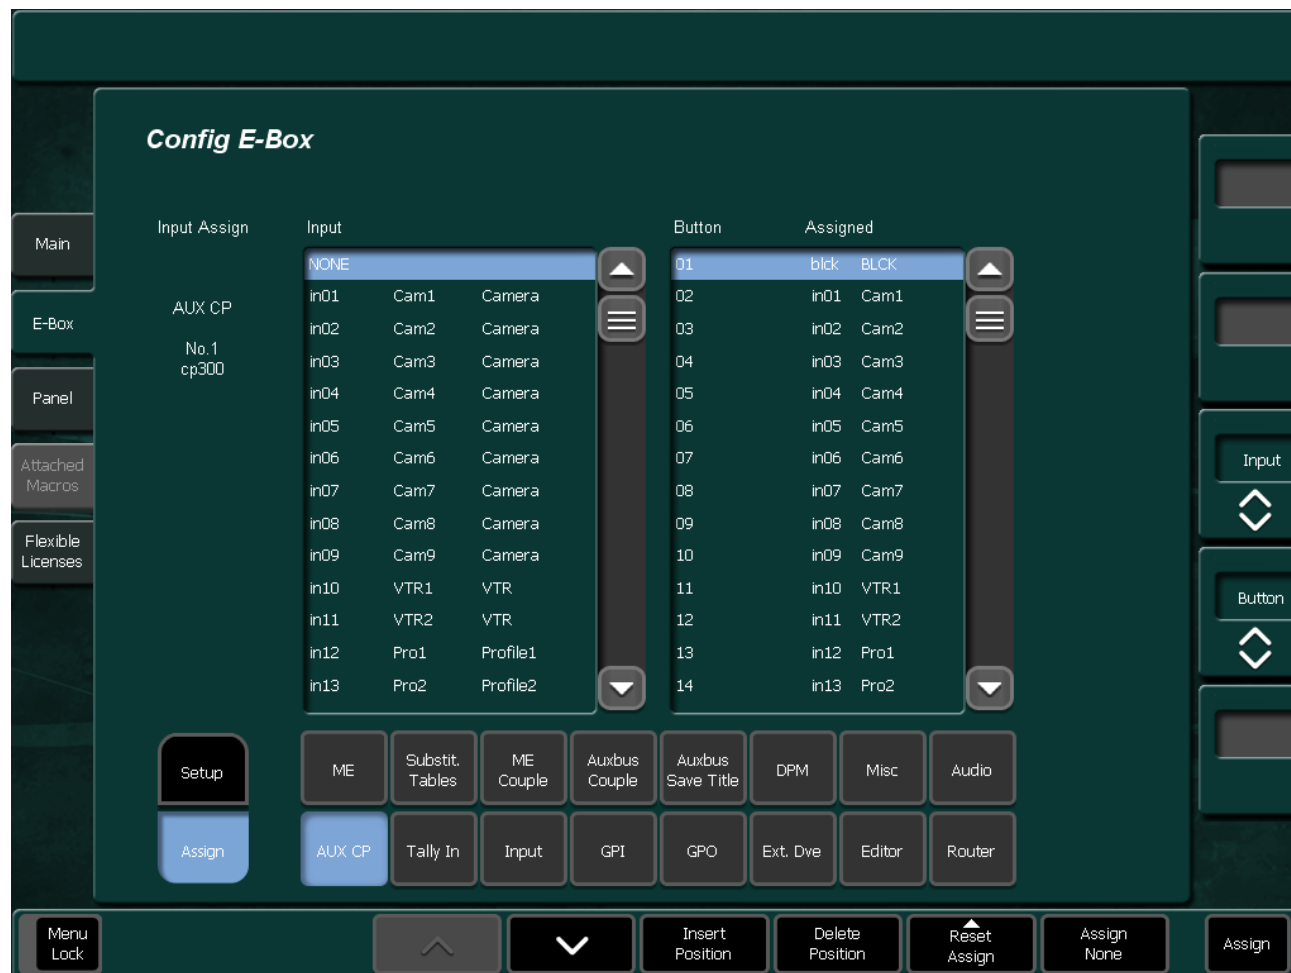 Config E-Box
Input Assign Input Button Assigned
Main
E-Box
Panel
Attached
Macros
Flexible
Licenses
AUX CP
No.1
cp300
NONE
in01 Cam1 Camera
in02 Cam2 Camera
in03 Cam3 Camera
in04 Cam4 Camera
in05 Cam5 Camera
in06 Cam6 Camera
in07 Cam7 Camera
in08 Cam8 Camera
in09 Cam9 Camera
in10 VTR1 VTR
in11 VTR2 VTR
in12 Pro1 Profile1
in13 Pro2 Profile2
01 blck BLCK
02 in01 Cam1
03 in02 Cam2
04 in03 Cam3
05 in04 Cam4
06 in05 Cam5
07 in06 Cam6
08 in07 Cam7
09 in08 Cam8
10 in09 Cam9
11 in10 VTR1
12 in11 VTR2
13 in12 Pro1
14 in13 Pro2
Input
Button
Setup
Assign
ME
Substit.
Tables
ME
Couple
Auxbus
Couple
Auxbus
Save Title
DPM
Misc
Audio
AUX CP
Tally In
Input
GPI
GPO
Ext. Dve
Editor
Router
Menu
Lock
Insert
Position
Delete
Position
Reset
Assign
Assign
None
Assign